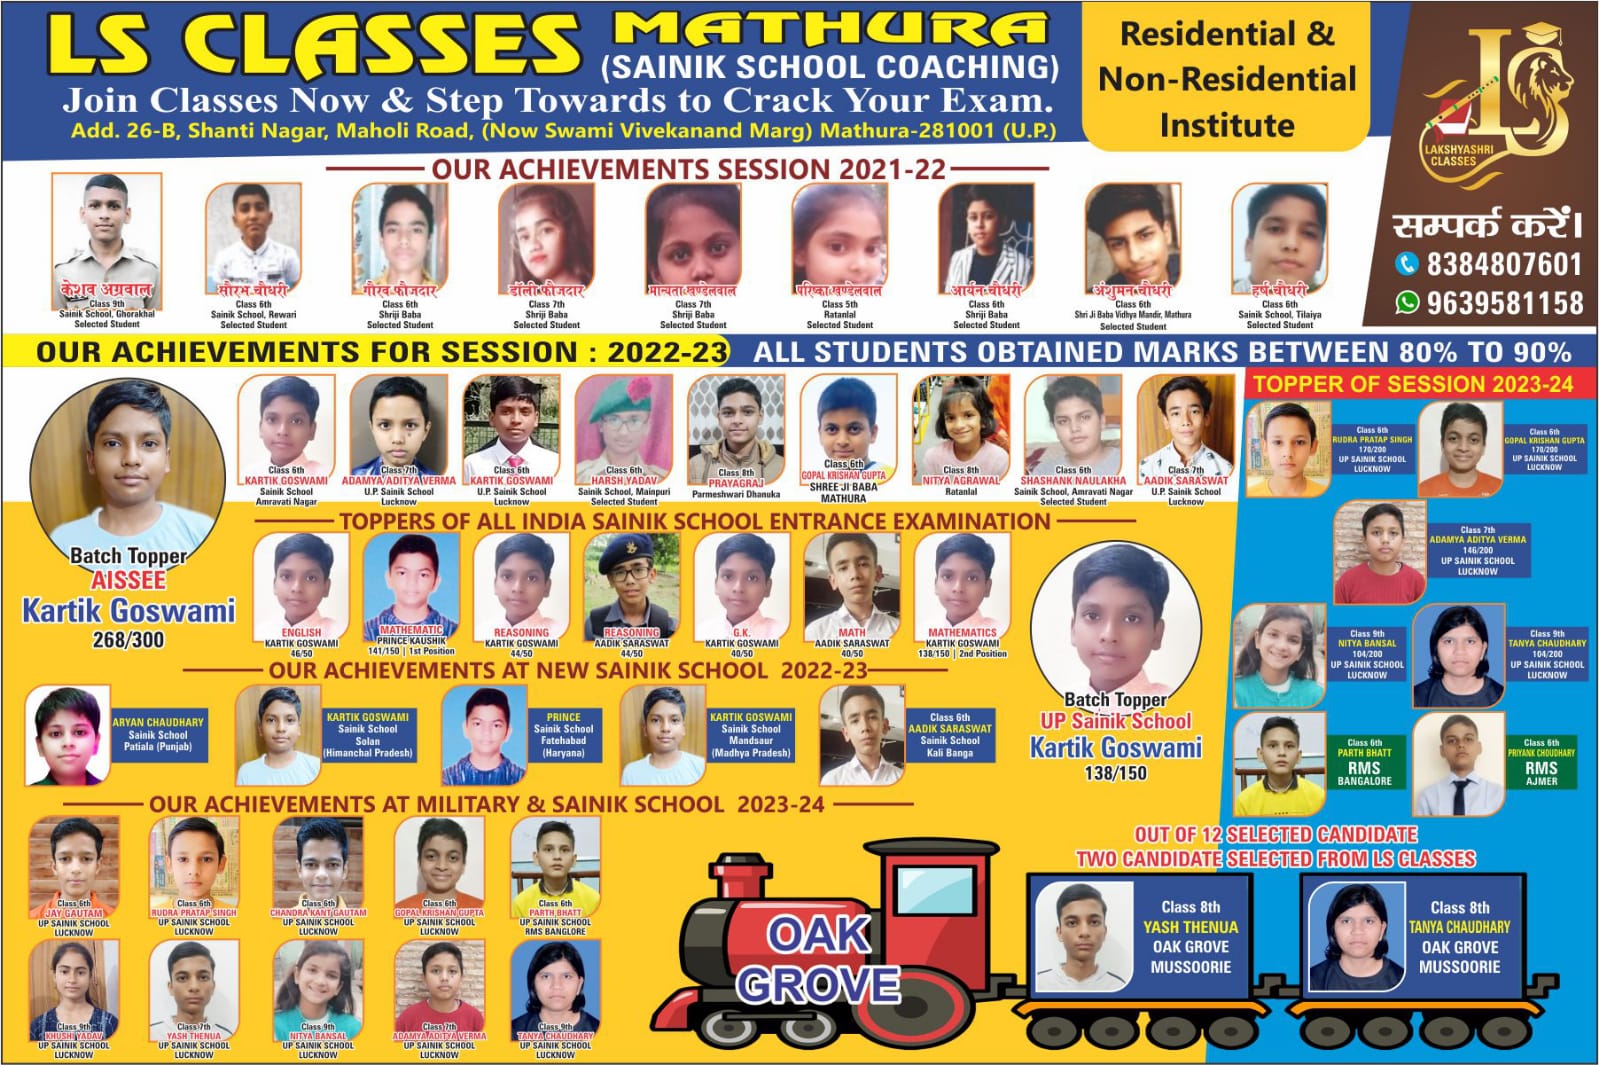 LS CLASSES MATHURA
(SAINIK SCHOOL COACHING)
Join Classes Now & Step Towards to Crack Your Exam.
Add. 26-B, Shanti Nagar, Maholi Road, (Now Swami Vivekanand Marg) Mathura-281001 (U.P.)
Residential &
Non-Residential
Institute
LS
LAKSHYASHRI
CLASSES
सम्पर्क करें।
8384807601
9639581158
OUR ACHIEVEMENTS SESSION 2021-22
केशव अग्रवाल
Class 9th
Sainik School, Ghorakhal
Selected Student
सौरभ चौधरी
Class 6th
Sainik School, Rewari
Selected Student
गौरव फौजदार
Class 6th
Shriji Baba
Selected Student
डॉली फौजदार
Class 7th
Shriji Baba
Selected Student
मान्यता खण्डेलवाल
Class 7th
Shriji Baba
Selected Student
परिष्का खण्डेलवाल
Class 5th
Ratanlal
Selected Student
आर्यन चौधरी
Class 6th
Shriji Baba
Selected Student
अंशुमन चौधरी
Class 6th
Shri Ji Baba Vidhya Mandir, Mathura
Selected Student
हर्ष चौधरी
Class 6th
Sainik School, Tilaiya
Selected Student
OUR ACHIEVEMENTS FOR SESSION : 2022-23
ALL STUDENTS OBTAINED MARKS BETWEEN 80% TO 90%
Batch Topper
AISSEE
Kartik Goswami
268/300
Class 6th
KARTIK GOSWAMI
Sainik School
Amravati Nagar
Class 7th
ADAMYA ADITYA VERMA
U.P. Sainik School
Lucknow
Class 6th
KARTIK GOSWAMI
U.P. Sainik School
Lucknow
Class 6th
HARSH YADAV
Sainik School, Mainpuri
Selected Student
Class 8th
PRAYAGRAJ
Parmeshwari Dhanuka
Class 6th
GOPAL KRISHAN GUPTA
SHREE JI BABA
MATHURA
Class 8th
NITYA AGRAWAL
Ratanlal
Class 6th
SHASHANK NAULAKHA
Sainik School, Amravati Nagar
Selected Student
Class 7th
AADIK SARASWAT
U.P. Sainik School
Lucknow
TOPPERS OF ALL INDIA SAINIK SCHOOL ENTRANCE EXAMINATION
ENGLISH
KARTIK GOSWAMI
46/50
MATHEMATIC
PRINCE KAUSHIK
141/150 | 1st Position
REASONING
KARTIK GOSWAMI
44/50
REASONING
AADIK SARASWAT
44/50
G.K.
KARTIK GOSWAMI
40/50
MATH
AADIK SARASWAT
40/50
MATHEMATICS
KARTIK GOSWAMI
138/150 | 2nd Position
Batch Topper
UP Sainik School
Kartik Goswami
138/150
OUR ACHIEVEMENTS AT NEW SAINIK SCHOOL 2022-23
ARYAN CHAUDHARY
Sainik School
Patiala (Punjab)
KARTIK GOSWAMI
Sainik School
Solan
(Himanchal Pradesh)
PRINCE
Sainik School
Fatehabad
(Haryana)
KARTIK GOSWAMI
Sainik School
Mandsaur
(Madhya Pradesh)
Class 6th
AADIK SARASWAT
Sainik School
Kali Banga
TOPPER OF SESSION 2023-24
Class 6th
RUDRA PRATAP SINGH
170/200
UP SAINIK SCHOOL
LUCKNOW
Class 6th
GOPAL KRISHAN GUPTA
170/200
UP SAINIK SCHOOL
LUCKNOW
Class 7th
ADAMYA ADITYA VERMA
146/200
UP SAINIK SCHOOL
LUCKNOW
Class 9th
NITYA BANSAL
104/200
UP SAINIK SCHOOL
LUCKNOW
Class 9th
TANYA CHAUDHARY
104/200
UP SAINIK SCHOOL
LUCKNOW
Class 6th
PARTH BHATT
RMS
BANGALORE
Class 6th
PRIYANK CHOUDHARY
RMS
AJMER
OUR ACHIEVEMENTS AT MILITARY & SAINIK SCHOOL 2023-24
Class 6th
JAY GAUTAM
UP SAINIK SCHOOL
LUCKNOW
Class 6th
RUDRA PRATAP SINGH
UP SAINIK SCHOOL
LUCKNOW
Class 6th
CHANDRA KANT GAUTAM
UP SAINIK SCHOOL
LUCKNOW
Class 6th
GOPAL KRISHAN GUPTA
UP SAINIK SCHOOL
LUCKNOW
Class 6th
PARTH BHATT
UP SAINIK SCHOOL
RMS BANGLORE
Class 9th
KHUSHI YADAV
UP SAINIK SCHOOL
LUCKNOW
Class 7th
YASH THENUA
UP SAINIK SCHOOL
LUCKNOW
Class 9th
NITYA BANSAL
UP SAINIK SCHOOL
LUCKNOW
Class 7th
ADAMYA ADITYA VERMA
UP SAINIK SCHOOL
LUCKNOW
Class 9th
TANYA CHAUDHARY
UP SAINIK SCHOOL
LUCKNOW
OUT OF 12 SELECTED CANDIDATE
TWO CANDIDATE SELECTED FROM LS CLASSES
OAK
GROVE
Class 8th
YASH THENUA
OAK GROVE
MUSSOORIE
Class 8th
TANYA CHAUDHARY
OAK GROVE
MUSSOORIE